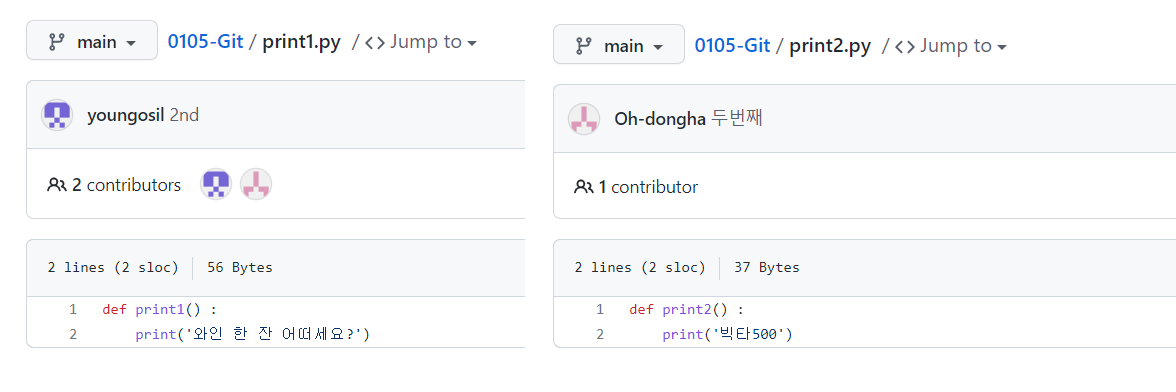 main
0105-Git / print1.py / <> Jump to
youngosil 2nd
2 contributors
2 lines (2 sloc) 56 Bytes
1 def print1() :
2 print('와인 한 잔 어떠세요?')
main
0105-Git / print2.py / <> Jump to
Oh-dongha 두번째
1 contributor
2 lines (2 sloc) 37 Bytes
1 def print2() :
2 print('빅타500')